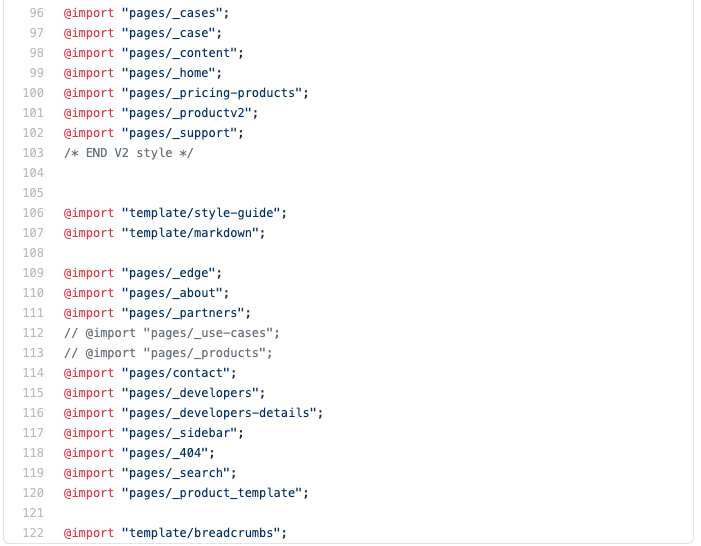 96 @import "pages/_cases";
97 @import "pages/_case";
98 @import "pages/_content";
99 @import "pages/_home";
100 @import "pages/_pricing-products";
101 @import "pages/_productv2";
102 @import "pages/_support";
103 /* END V2 style */
104
105
106 @import "template/style-guide";
107 @import "template/markdown";
108
109 @import "pages/_edge";
110 @import "pages/_about";
111 @import "pages/_partners";
112 // @import "pages/_use-cases";
113 // @import "pages/_products";
114 @import "pages/contact";
115 @import "pages/_developers";
116 @import "pages/_developers-details";
117 @import "pages/_sidebar";
118 @import "pages/_404";
119 @import "pages/_search";
120 @import "pages/_product_template";
121
122 @import "template/breadcrumbs";